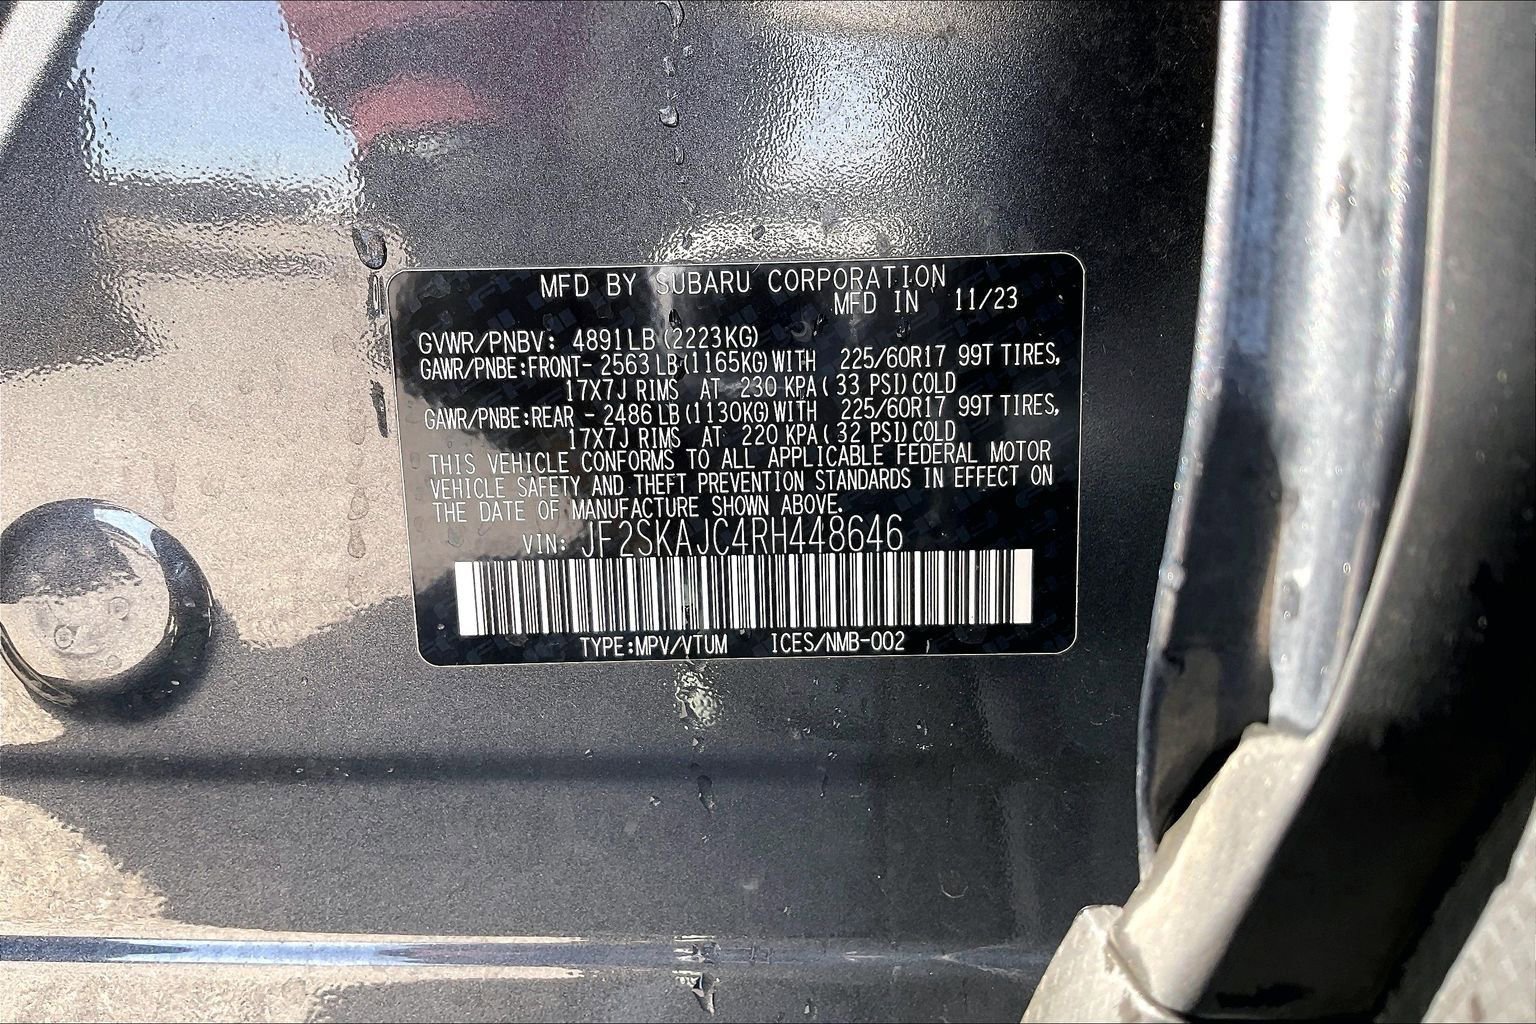 MFD BY SUBARU CORPORATION
MFD IN 11/23
GVWR/PNBV: 4891LB(2223KG)
GAWR/PNBE:FRONT- 2563 LB(1165KG)WITH 225/60R17 99T TIRES,
17X7J RIMS AT 230 KPA( 33 PSI)COLD
GAWR/PNBE:REAR - 2486 LB(1130KG)WITH 225/60R17 99T TIRES,
17X7J RIMS AT 220 KPA( 32 PSI)COLD
THIS VEHICLE CONFORMS TO ALL APPLICABLE FEDERAL MOTOR
VEHICLE SAFETY AND THEFT PREVENTION STANDARDS IN EFFECT ON
THE DATE OF MANUFACTURE SHOWN ABOVE.
VIN: JF2SKAJC4RH448646
TYPE:MPV/VTUM ICES/NMB-002